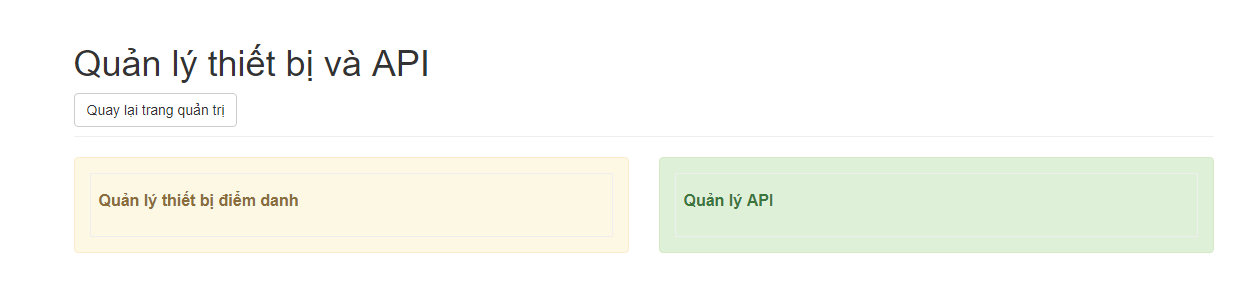 Quản lý thiết bị và API
Quay lại trang quản trị
Quản lý thiết bị điểm danh
Quản lý API